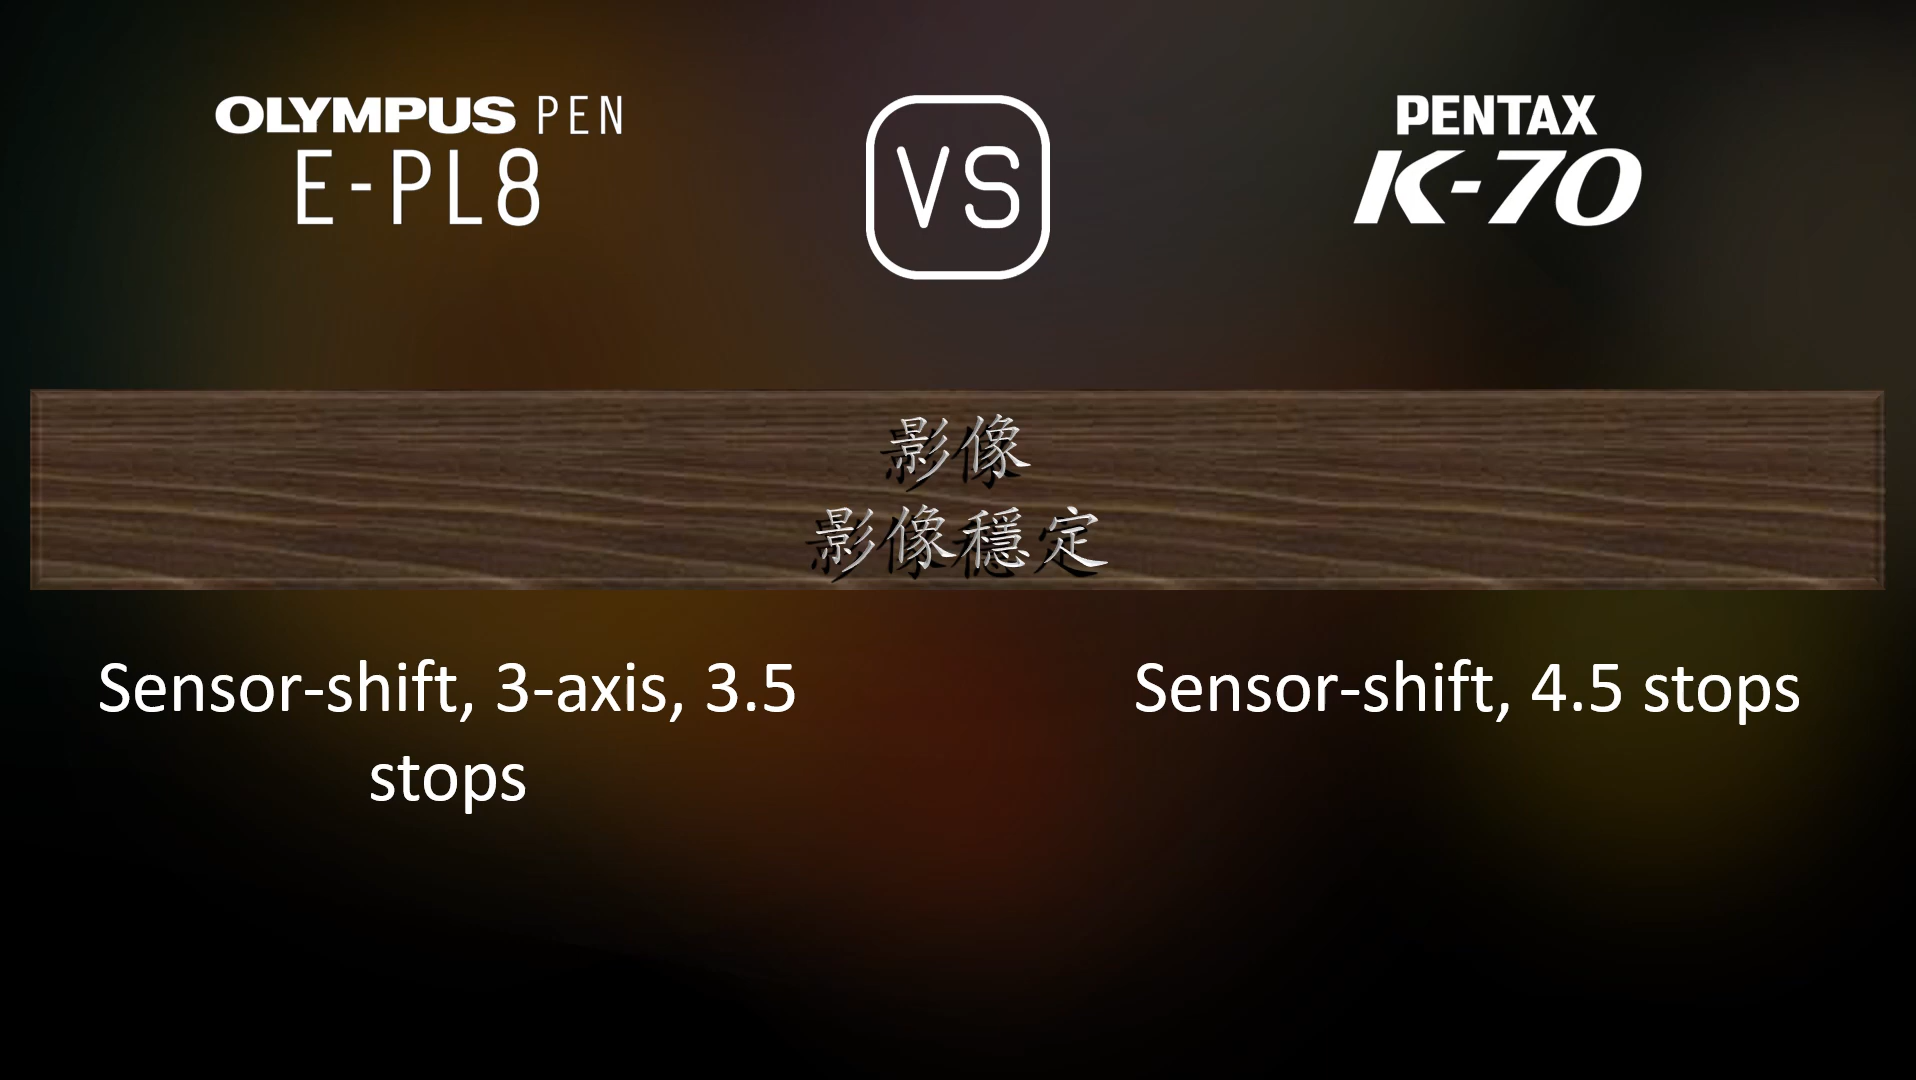 OLYMPUS PEN
E-PL8
VS
PENTAX
K-70
影像
影像穩定
Sensor-shift, 3-axis, 3.5
stops
Sensor-shift, 4.5 stops